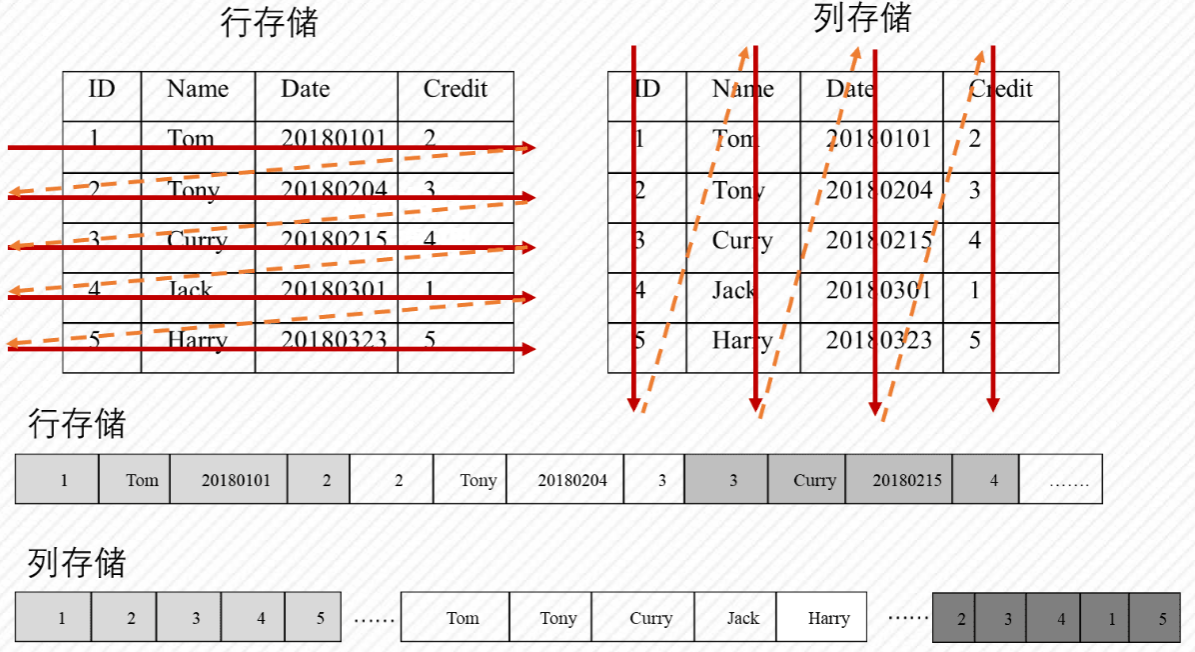 行存储
列存储
ID Name Date Credit
1 Tom 20180101 2
2 Tony 20180204 3
3 Curry 20180215 4
4 Jack 20180301 1
5 Harry 20180323 5
ID Name Date Credit
1 Tom 20180101 2
2 Tony 20180204 3
3 Curry 20180215 4
4 Jack 20180301 1
5 Harry 20180323 5
行存储
1 Tom 20180101 2 2 Tony 20180204 3 3 Curry 20180215 4 .......
列存储
1 2 3 4 5 ...... Tom Tony Curry Jack Harry ...... 2 3 4 1 5